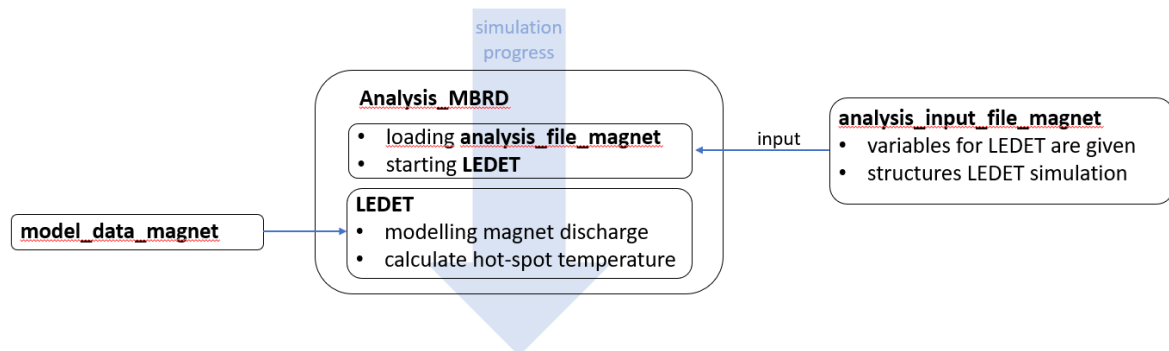 simulation
progress
Analysis_MBRD
• loading analysis_file_magnet
• starting LEDET
input
analysis_input_file_magnet
• variables for LEDET are given
• structures LEDET simulation
LEDET
• modelling magnet discharge
• calculate hot-spot temperature
model_data_magnet